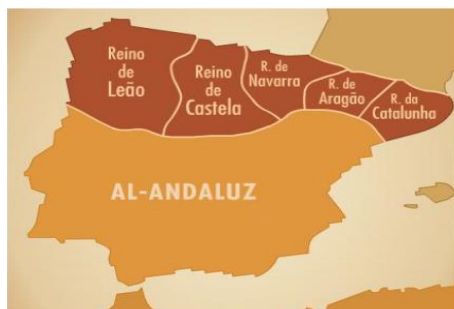 Reino
de
Leão
Reino
de
Castela
R. de
Navarra
R. de
Aragão
R. da
Catalunha
AL-ANDALUZ